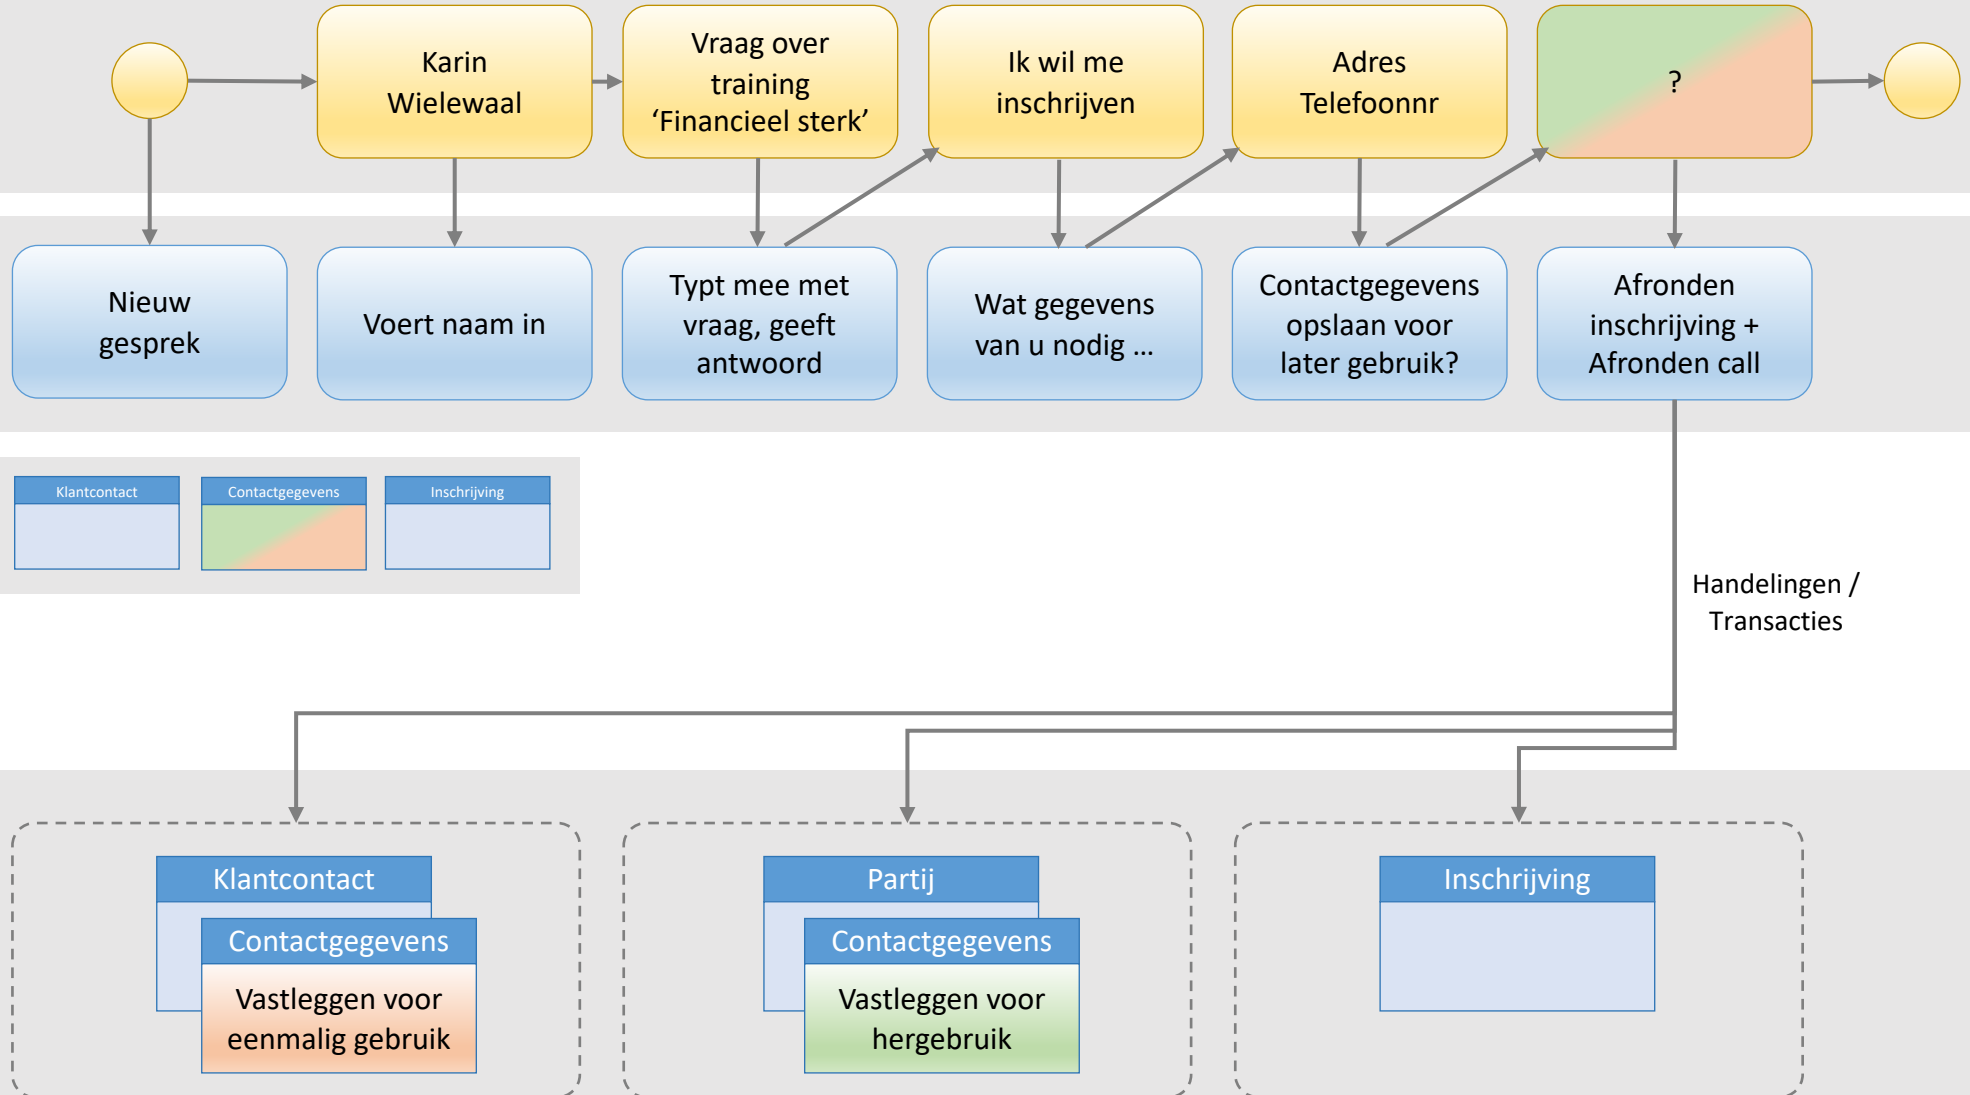 Karin
Wielewaal
Vraag over
training
‘Financieel sterk’
Ik wil me
inschrijven
Adres
Telefoonnr
?
Nieuw
gesprek
Voert naam in
Typt mee met
vraag, geeft
antwoord
Wat gegevens
van u nodig ...
Contactgegevens
opslaan voor
later gebruik?
Afronden
inschrijving +
Afronden call
Klantcontact
Contactgegevens
Inschrijving
Handelingen /
Transacties
Klantcontact
Contactgegevens
Vastleggen voor
eenmalig gebruik
Partij
Contactgegevens
Vastleggen voor
hergebruik
Inschrijving